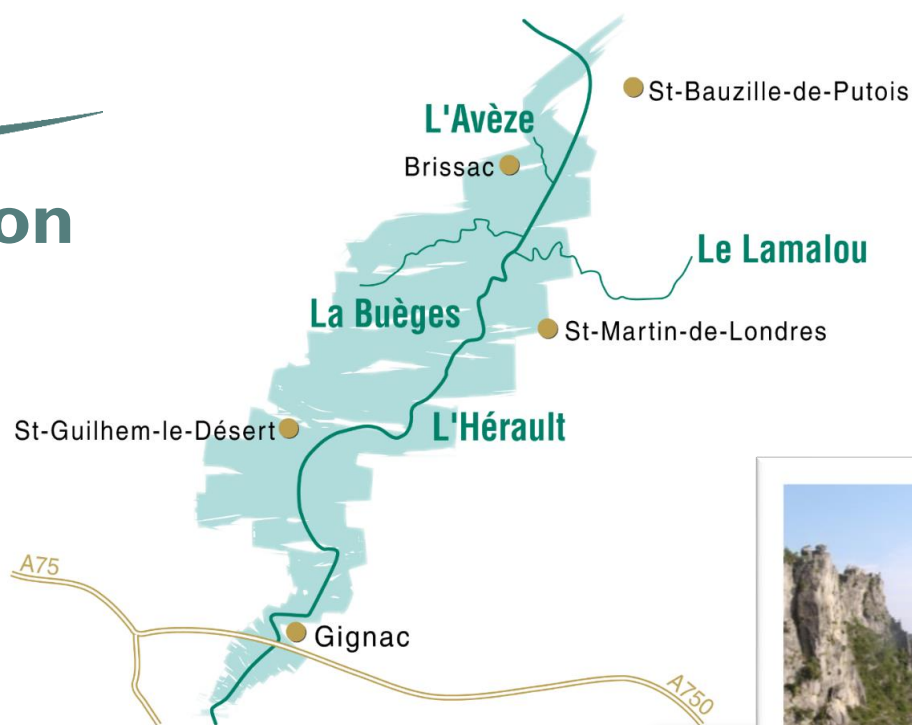 St-Bauzille-de-Putois
L'Avèze
Brissac
on
Le Lamalou
La Buèges
St-Martin-de-Londres
St-Guilhem-le-Désert
L'Hérault
A75
Gignac
A750